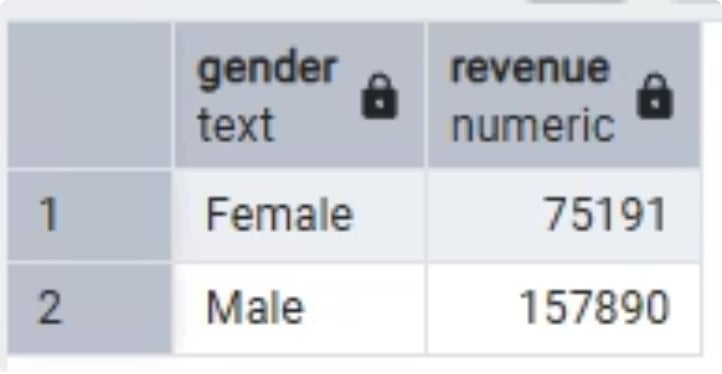 gender revenue
text numeric
1 Female 75191
2 Male 157890